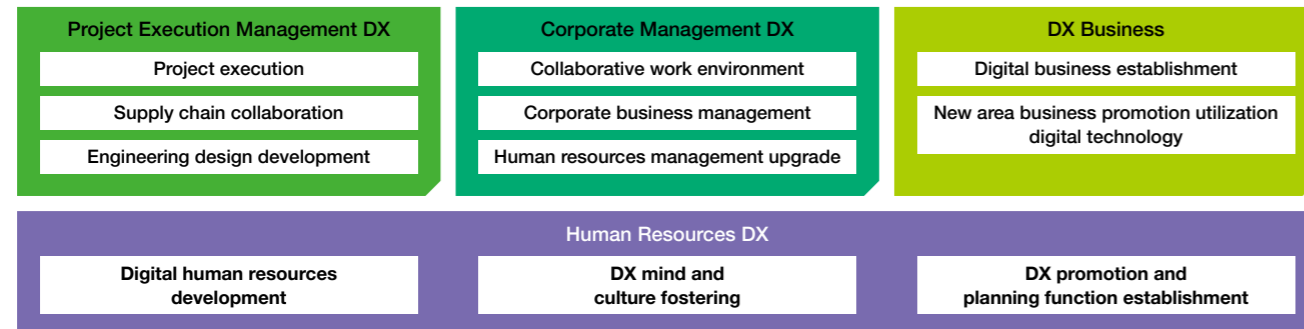 Project Execution Management DX
Project execution
Supply chain collaboration
Engineering design development
Corporate Management DX
Collaborative work environment
Corporate business management
Human resources management upgrade
DX Business
Digital business establishment
New area business promotion utilization
digital technology
Human Resources DX
Digital human resources
development
DX mind and
culture fostering
DX promotion and
planning function establishment